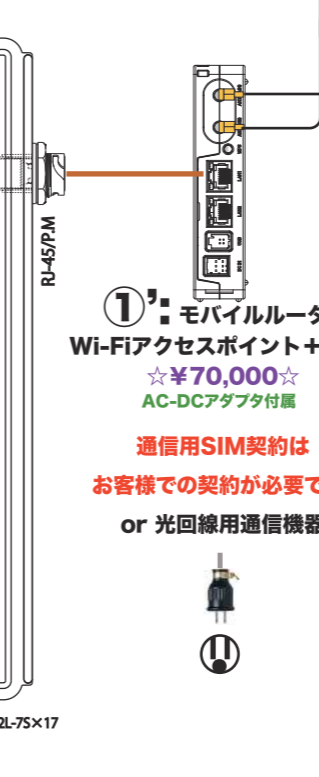 RJ-45/P.M
①’: モバイルルータ
Wi-Fiアクセスポイント＋
☆¥70,000☆
AC-DCアダプタ付属
通信用SIM契約は
お客様での契約が必要で
or 光回線用通信機器
2L-7S×17